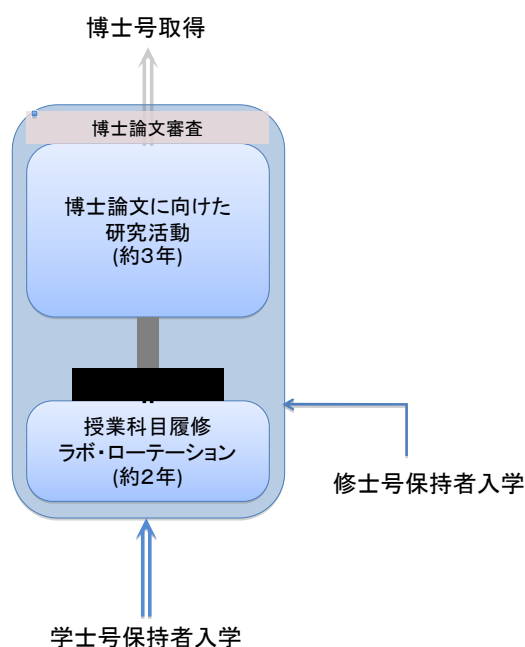 博士号取得
博士論文審査
博士論文に向けた
研究活動
(約3年)
授業科目履修
ラボ・ローテーション
(約2年)
修士号保持者入学
学士号保持者入学